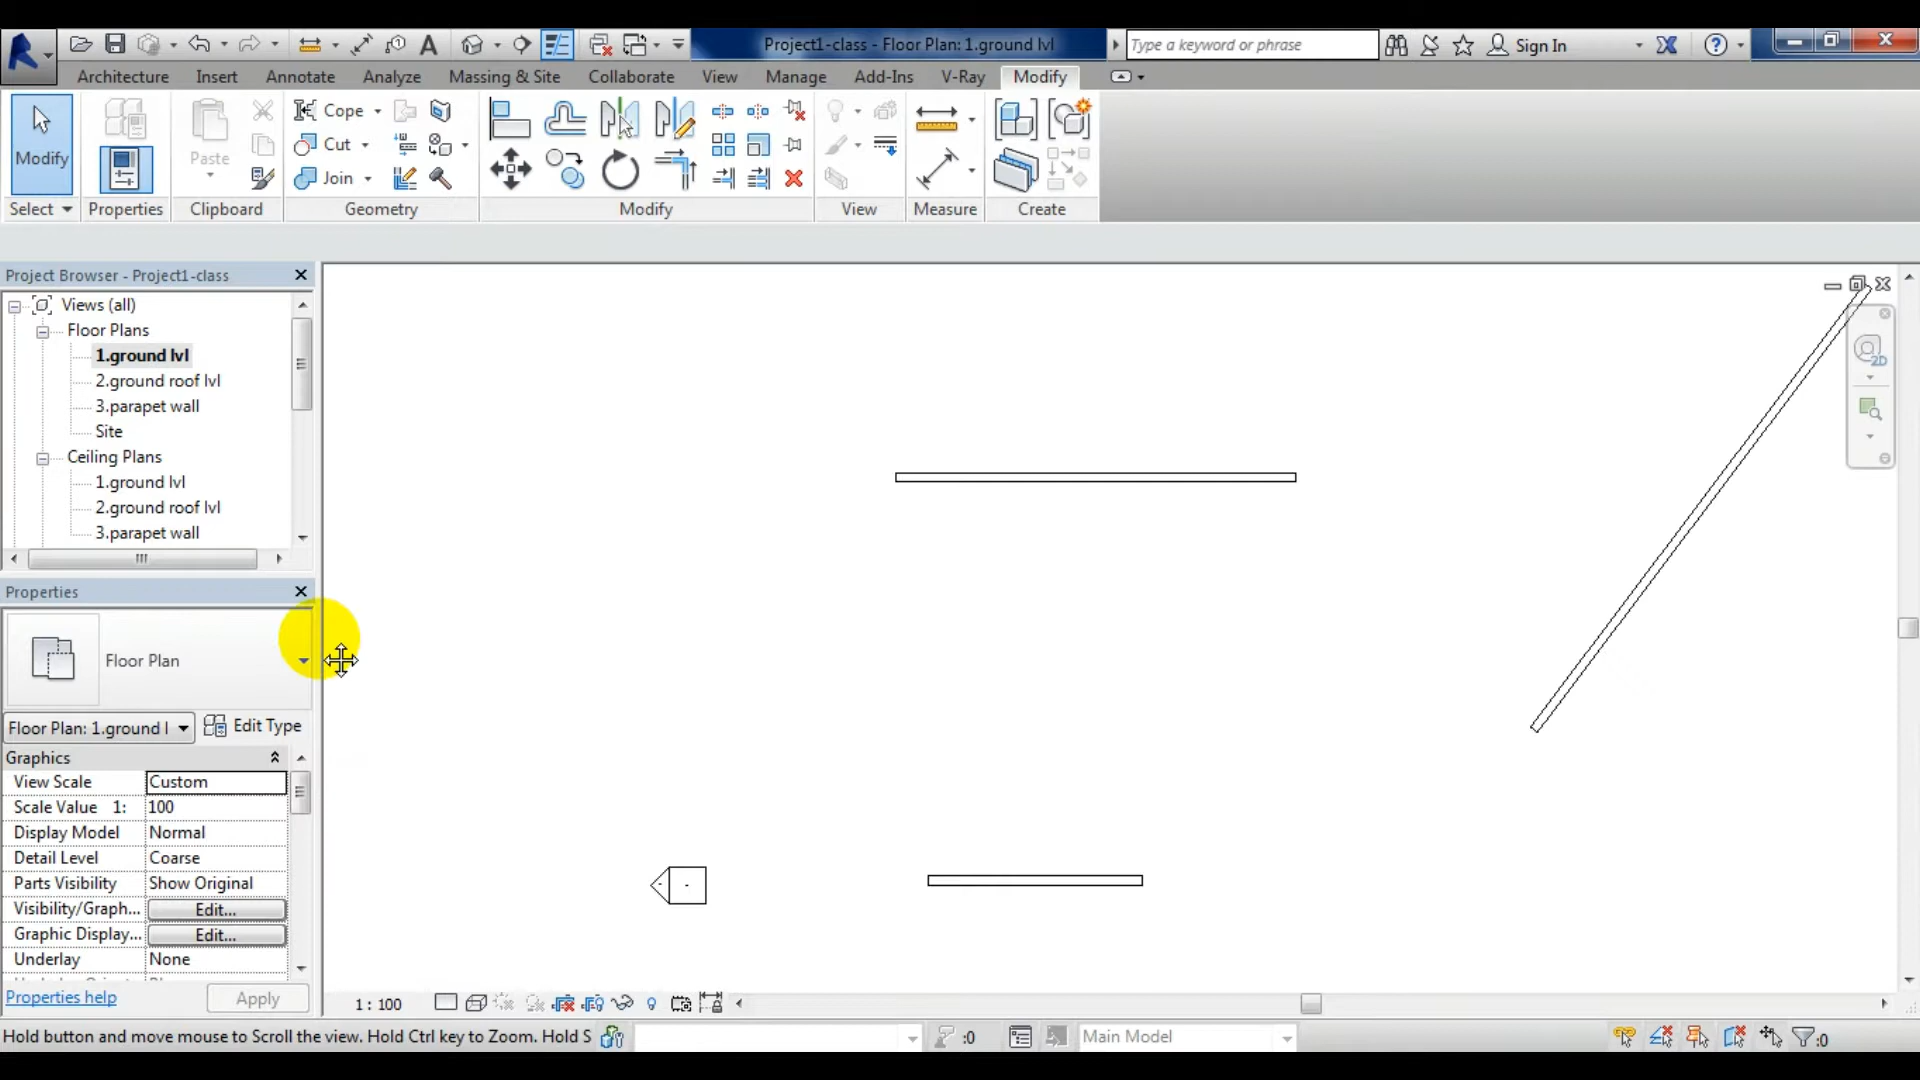 Project1-class - Floor Plan: 1.ground lvl
Type a keyword or phrase
Sign In
Architecture Insert Annotate Analyze Massing & Site Collaborate View Manage Add-Ins V-Ray Modify
Modify
Paste
Cope
Cut
Join
Select Properties Clipboard Geometry Modify View Measure Create
Project Browser - Project1-class
Views (all)
Floor Plans
1.ground lvl
2.ground roof lvl
3.parapet wall
Site
Ceiling Plans
1.ground lvl
2.ground roof lvl
3.parapet wall
2D
Properties
Floor Plan
Floor Plan: 1.ground l
Edit Type
Graphics
View Scale Custom
Scale Value 1: 100
Display Model Normal
Detail Level Coarse
Parts Visibility Show Original
Visibility/Graph... Edit...
Graphic Display... Edit...
Underlay None
Properties help
Apply
1 : 100
Hold button and move mouse to Scroll the view. Hold Ctrl key to Zoom. Hold S
:0
Main Model
:0